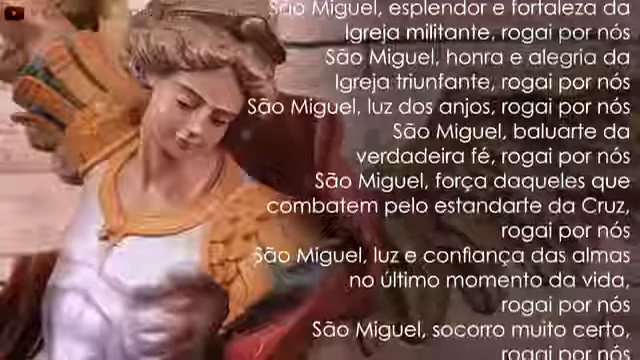 São Miguel, esplendor e fortaleza da
Igreja militante, rogai por nós
São Miguel, honra e alegria da
Igreja triunfante, rogai por nós
São Miguel, luz dos anjos, rogai por nós
São Miguel, baluarte da
verdadeira fé, rogai por nós
São Miguel, força daqueles que
combatem pelo estandarte da Cruz,
rogai por nós
São Miguel, luz e confiança das almas
no último momento da vida,
rogai por nós
São Miguel, socorro muito certo,
rogai por nós